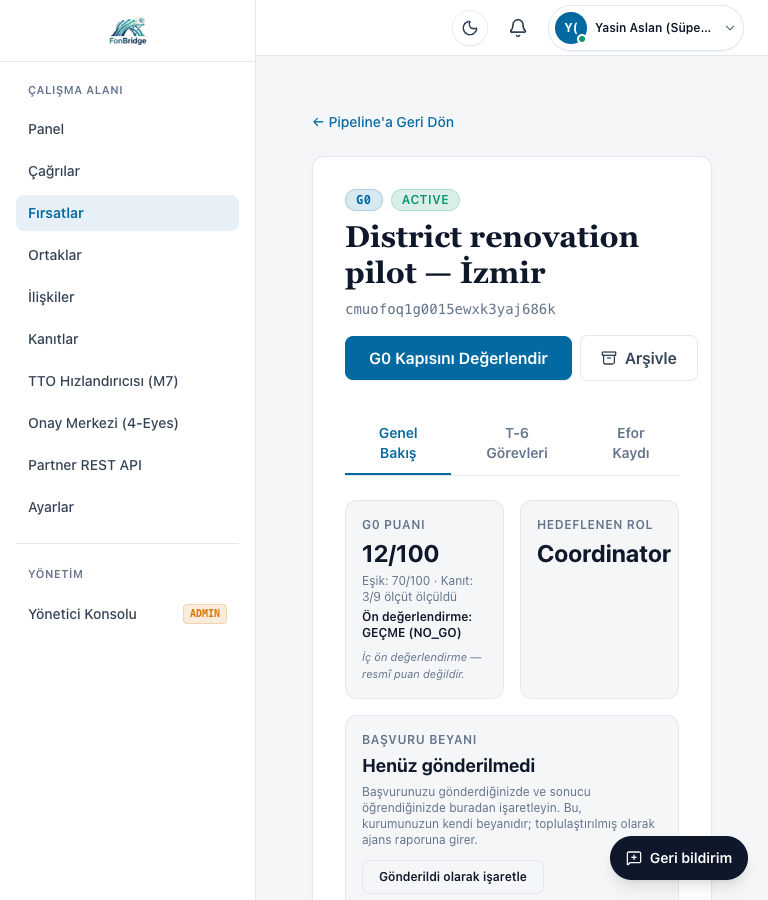 FonBridge
Y(
Yasin Aslan (Süpe...
ÇALIŞMA ALANI
Panel
Çağrılar
Fırsatlar
Ortaklar
İlişkiler
Kanıtlar
TTO Hızlandırıcısı (M7)
Onay Merkezi (4-Eyes)
Partner REST API
Ayarlar
YÖNETİM
Yönetici Konsolu
ADMIN
← Pipeline'a Geri Dön
G0
ACTIVE
District renovation
pilot — İzmir
cmuofoq1g0015ewxk3yaj686k
G0 Kapısını Değerlendir
Arşivle
Genel
Bakış
T-6
Görevleri
Efor
Kaydı
G0 PUANI
12/100
Eşik: 70/100 · Kanıt:
3/9 ölçüt ölçüldü
Ön değerlendirme:
GEÇME (NO_GO)
İç ön değerlendirme —
resmî puan değildir.
HEDEFLENEN ROL
Coordinator
BAŞVURU BEYANI
Henüz gönderilmedi
Başvurunuzu gönderdiğinizde ve sonucu
öğrendiğinizde buradan işaretleyin. Bu,
kurumunuzun kendi beyanıdır; toplulaştırılmış olarak
ajans raporuna girer.
Gönderildi olarak işaretle
Geri bildirim